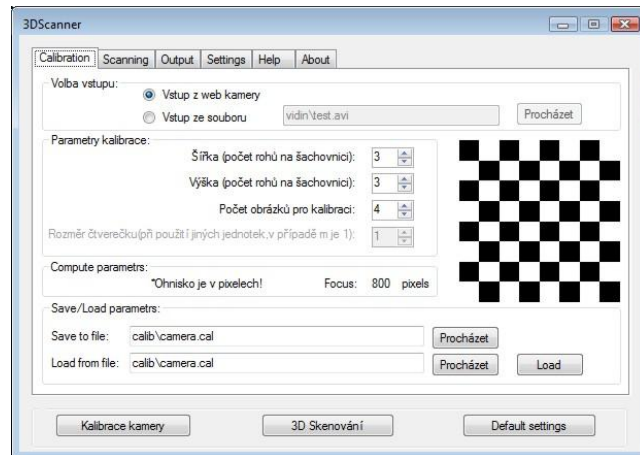 3DScanner
Calibration Scanning Output Settings Help About
Volba vstupu:
Vstup z web kamery
Vstup ze souboru vidin\test.avi Procházet
Parametry kalibrace:
Šířka (počet rohů na šachovnici): 3
Výška (počet rohů na šachovnici): 3
Počet obrázků pro kalibraci: 4
Rozměr čtverečku(při použití jiných jednotek,v případě m je 1): 1
Compute parametrs:
*Ohnisko je v pixelech! Focus: 800 pixels
Save/Load parametrs:
Save to file: calib\camera.cal Procházet
Load from file: calib\camera.cal Procházet Load
Kalibrace kamery 3D Skenování Default settings